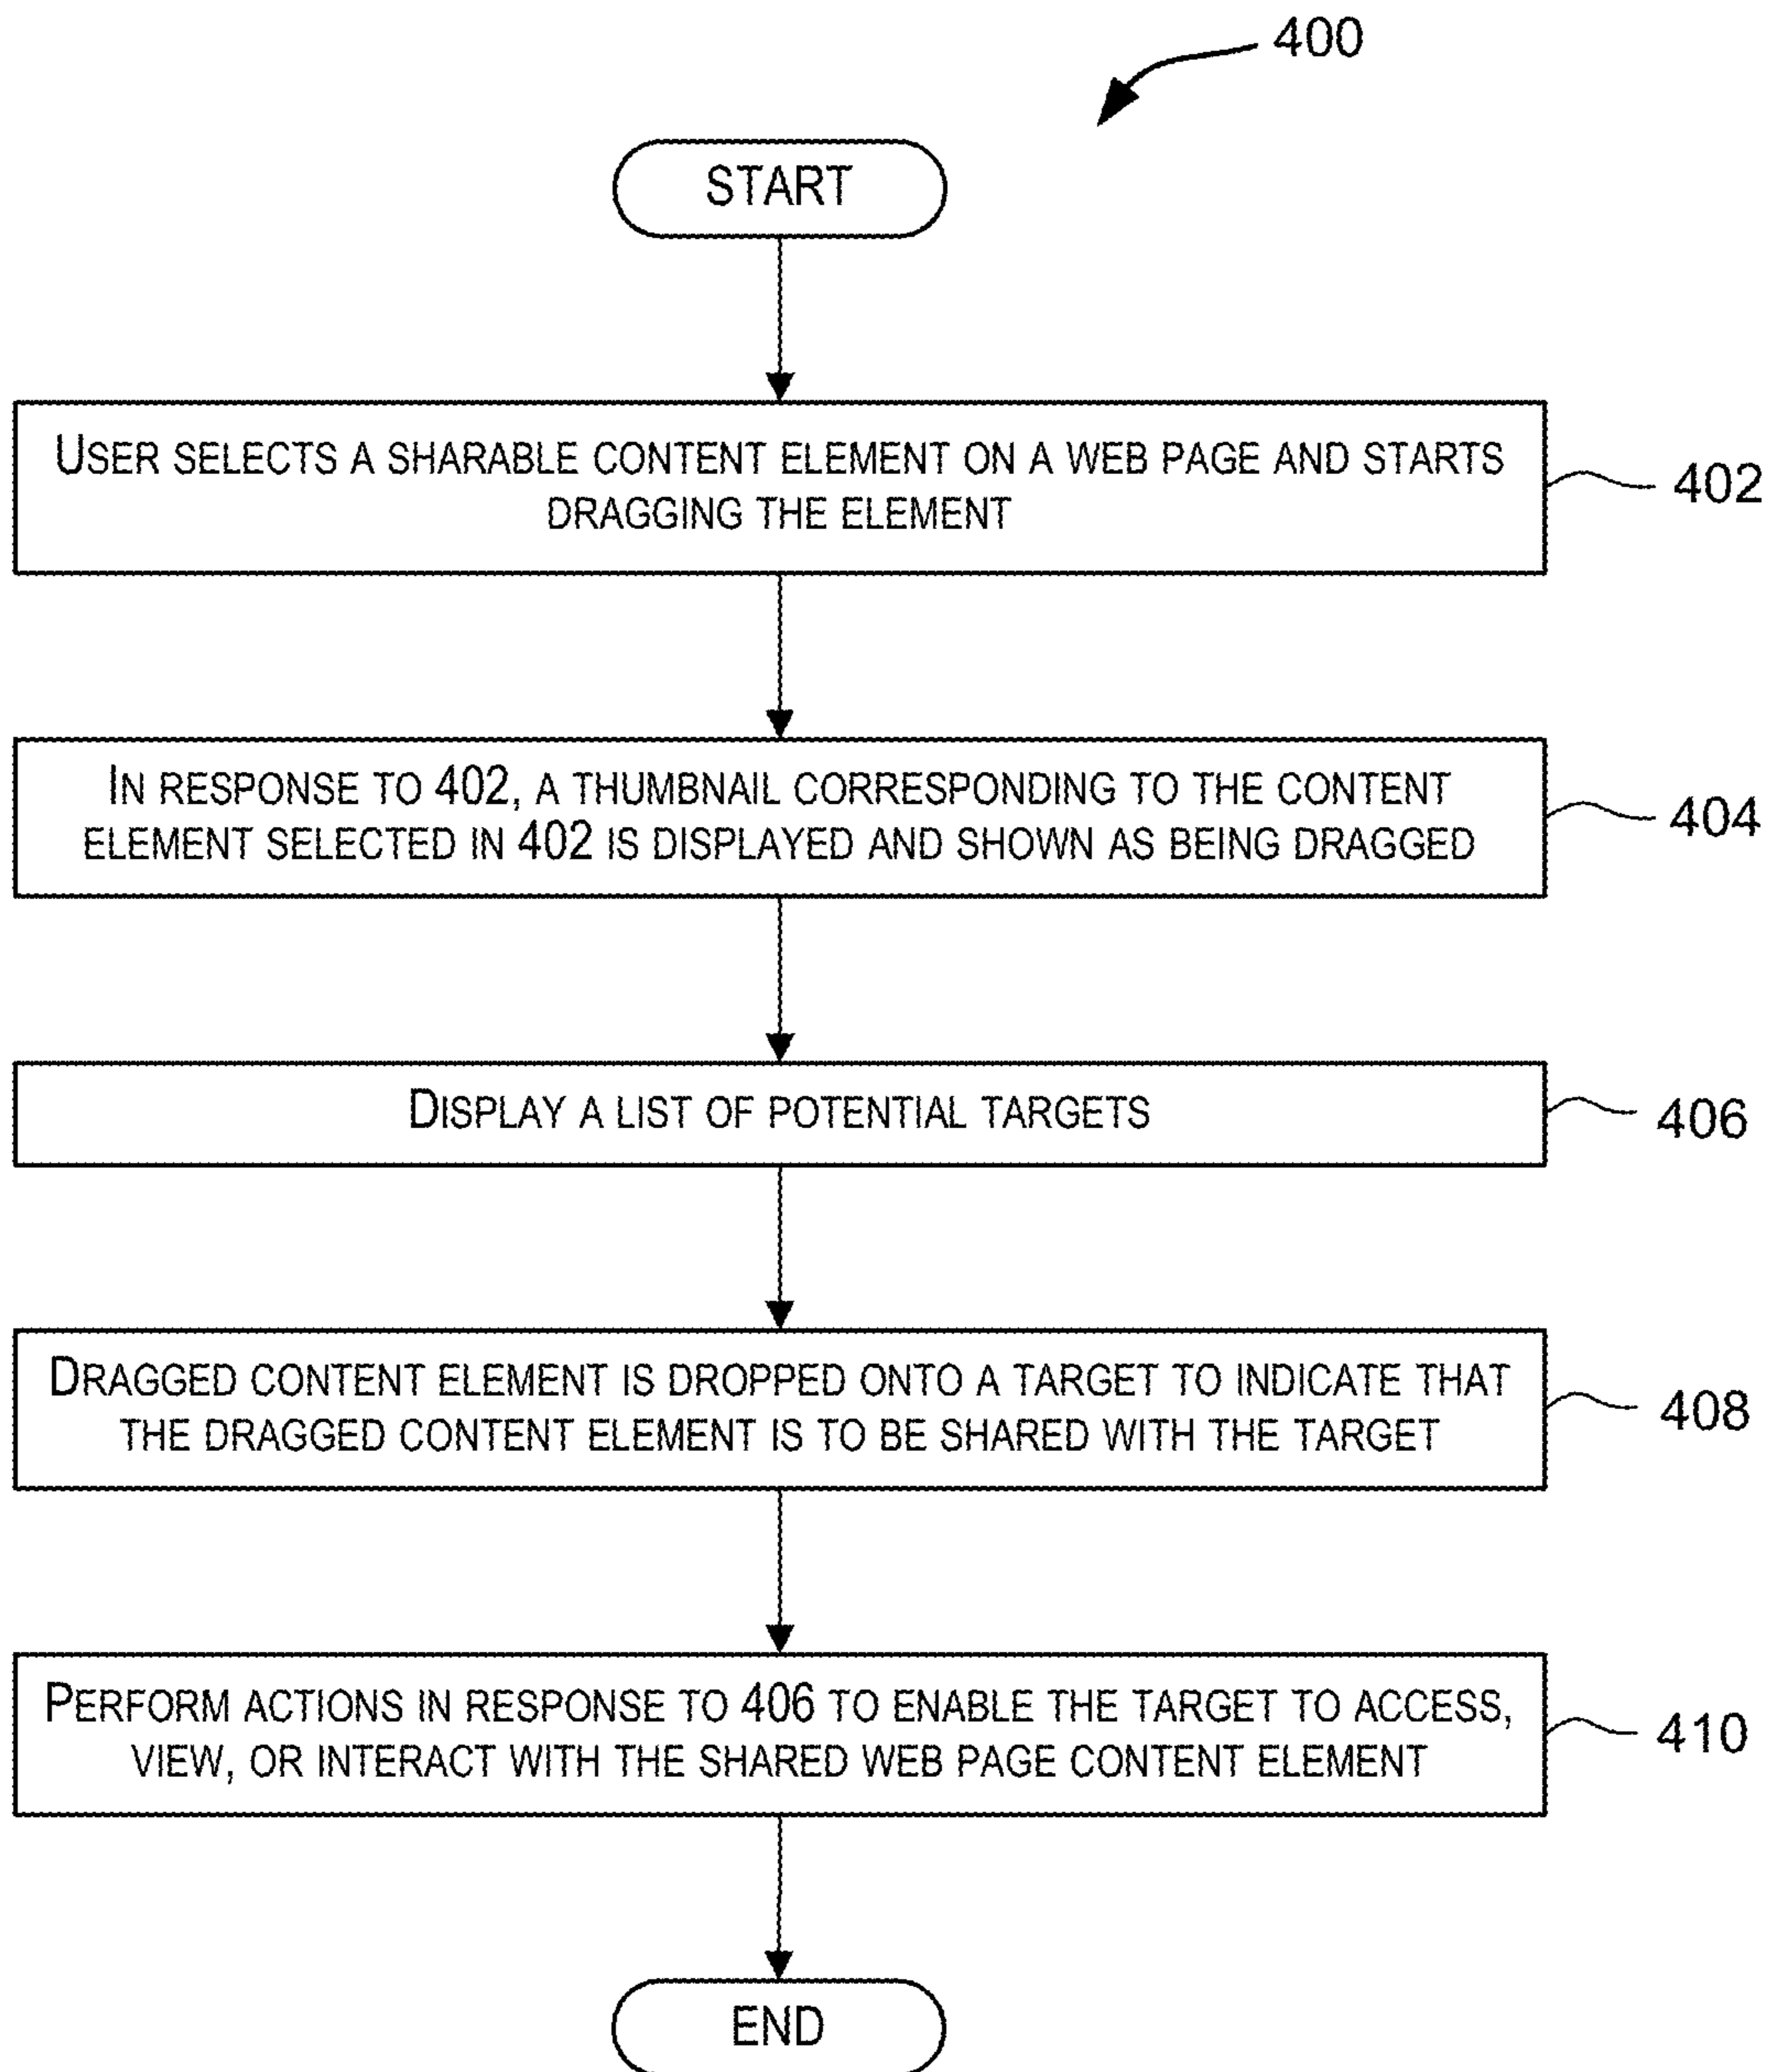 400
START
USER SELECTS A SHARABLE CONTENT ELEMENT ON A WEB PAGE AND STARTS
DRAGGING THE ELEMENT
402
IN RESPONSE TO 402, A THUMBNAIL CORRESPONDING TO THE CONTENT
ELEMENT SELECTED IN 402 IS DISPLAYED AND SHOWN AS BEING DRAGGED
404
DISPLAY A LIST OF POTENTIAL TARGETS
406
DRAGGED CONTENT ELEMENT IS DROPPED ONTO A TARGET TO INDICATE THAT
THE DRAGGED CONTENT ELEMENT IS TO BE SHARED WITH THE TARGET
408
PERFORM ACTIONS IN RESPONSE TO 406 TO ENABLE THE TARGET TO ACCESS,
VIEW, OR INTERACT WITH THE SHARED WEB PAGE CONTENT ELEMENT
410
END